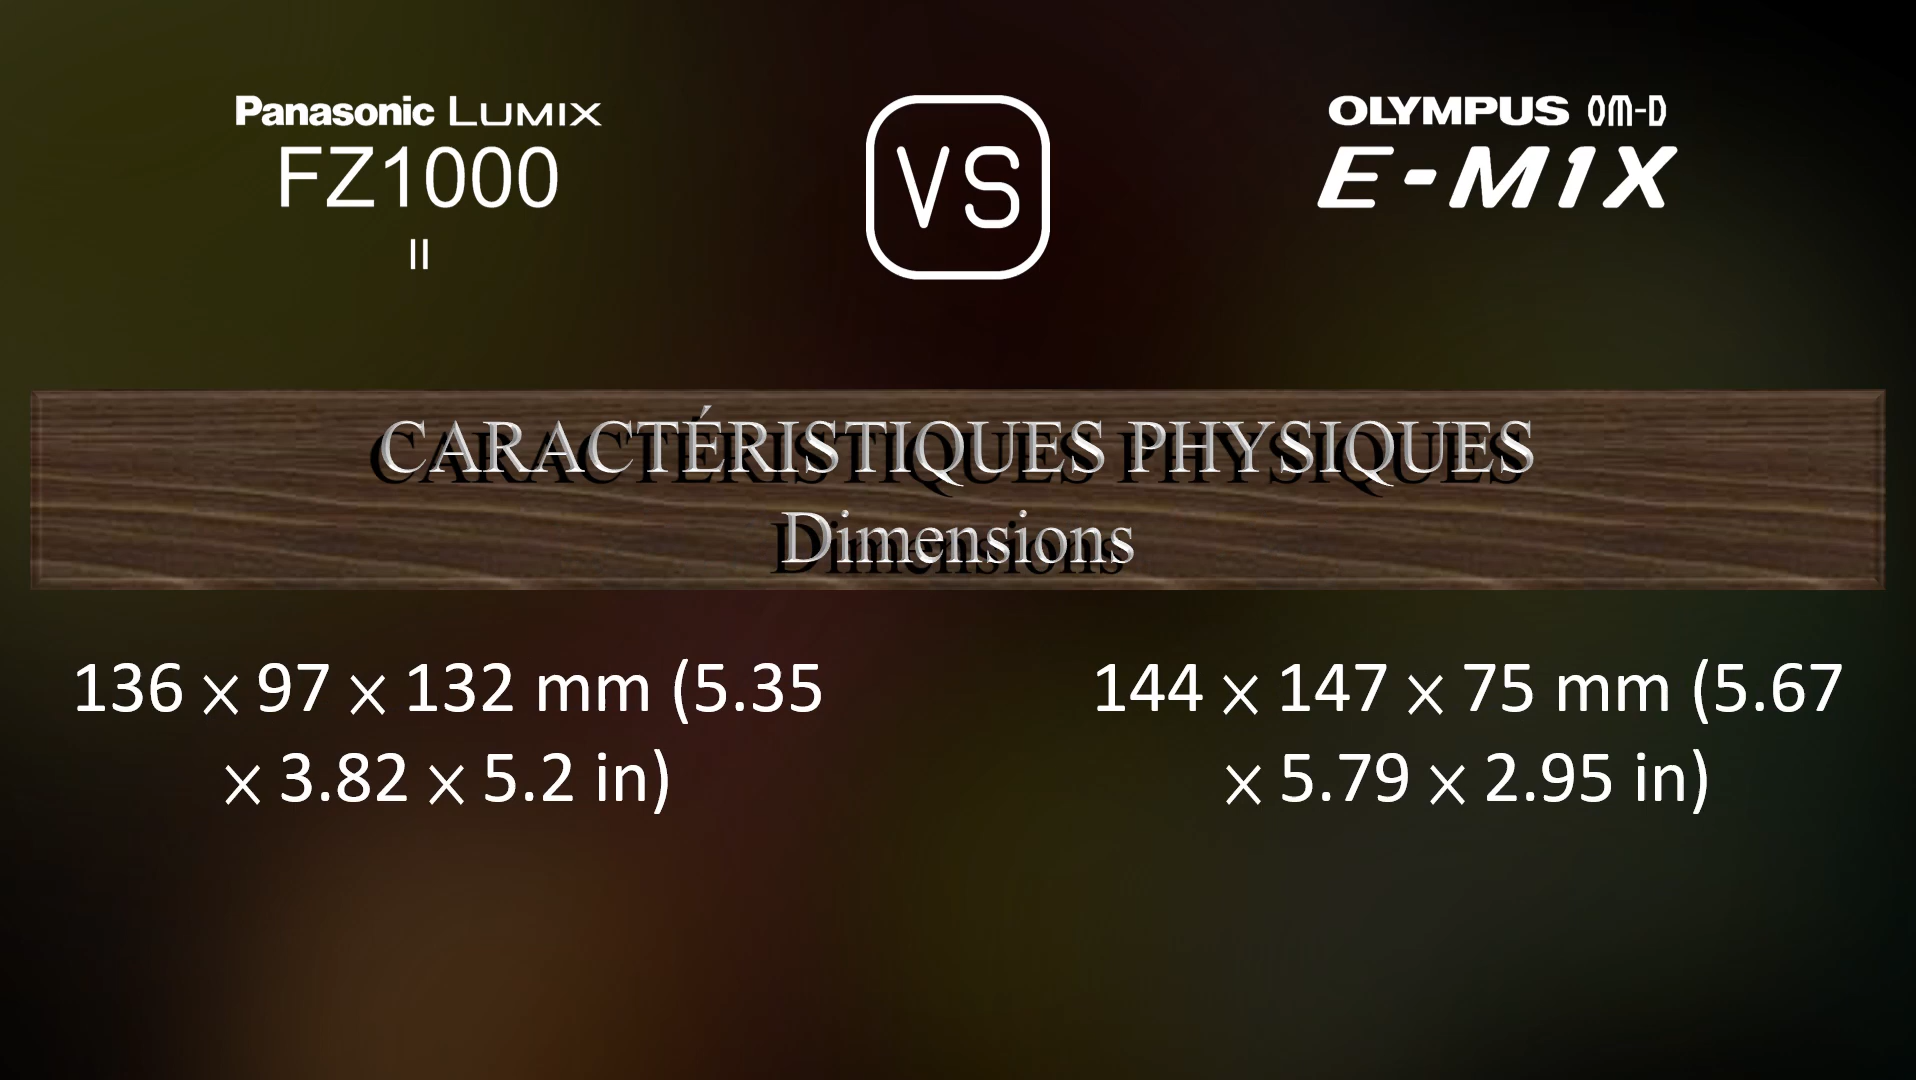 Panasonic LUMIX
FZ1000
II
VS
OLYMPUS OM-D
E-M1X
CARACTÉRISTIQUES PHYSIQUES
Dimensions
136 x 97 x 132 mm (5.35
x 3.82 x 5.2 in)
144 x 147 x 75 mm (5.67
x 5.79 x 2.95 in)